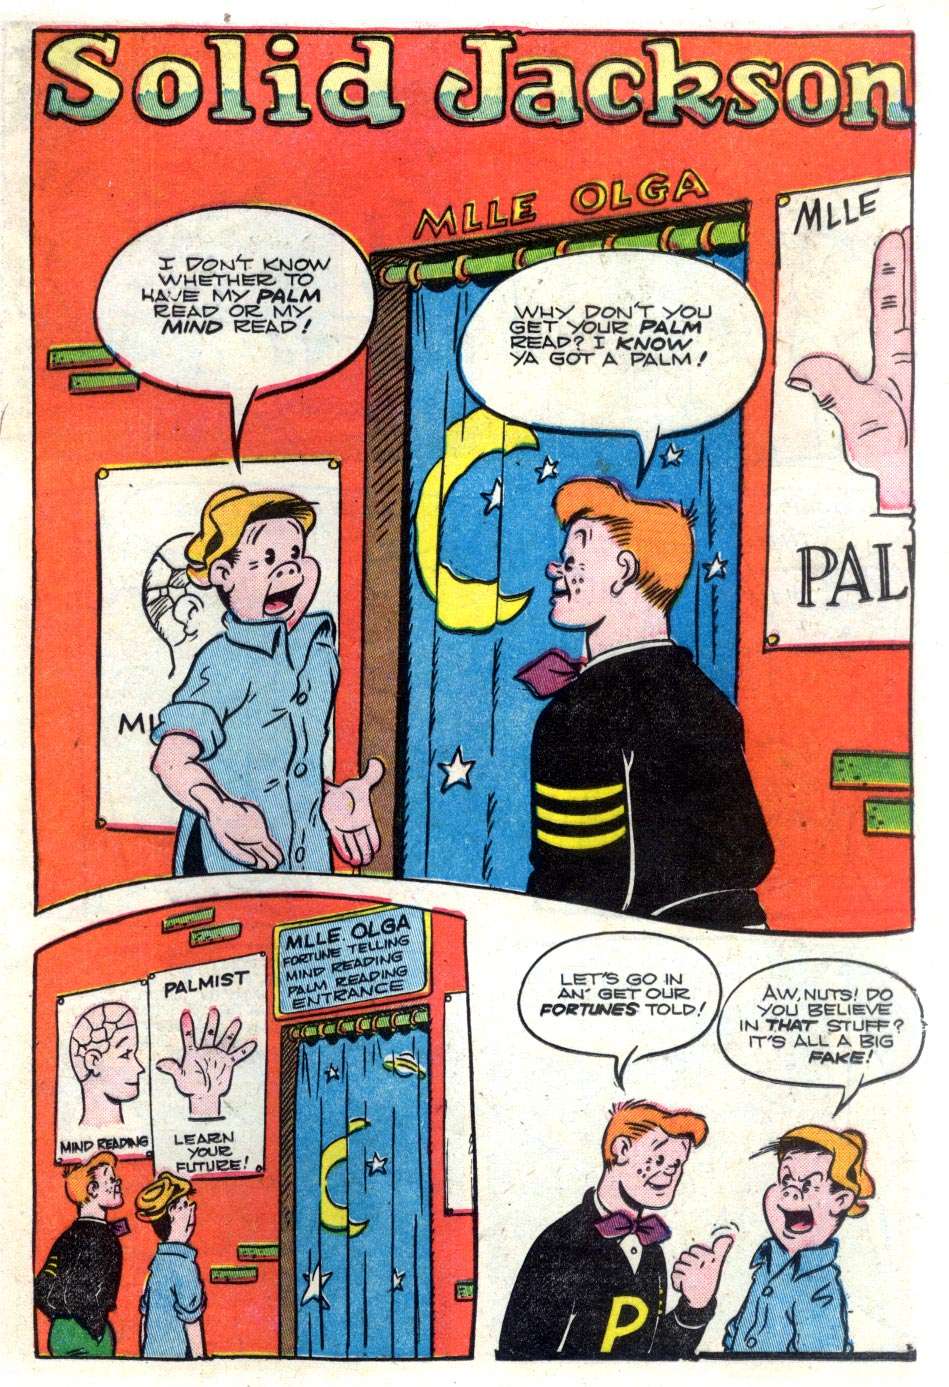 Solid Jackson
MLLE OLGA
MLLE
I DON'T KNOW
WHETHER TO
HAVE MY PALM
READ OR MY
MIND READ!
WHY DON'T YOU
GET YOUR PALM
READ? I KNOW
YA GOT A PALM!
PAL
MI
MLLE OLGA
FORTUNE TELLING
MIND READING
PALM READING
ENTRANCE
PALMIST
MIND READING
LEARN
YOUR
FUTURE!
LET'S GO IN
AN' GET OUR
FORTUNES TOLD!
AW, NUTS! DO
YOU BELIEVE
IN THAT STUFF?
IT'S ALL A BIG
FAKE!
P